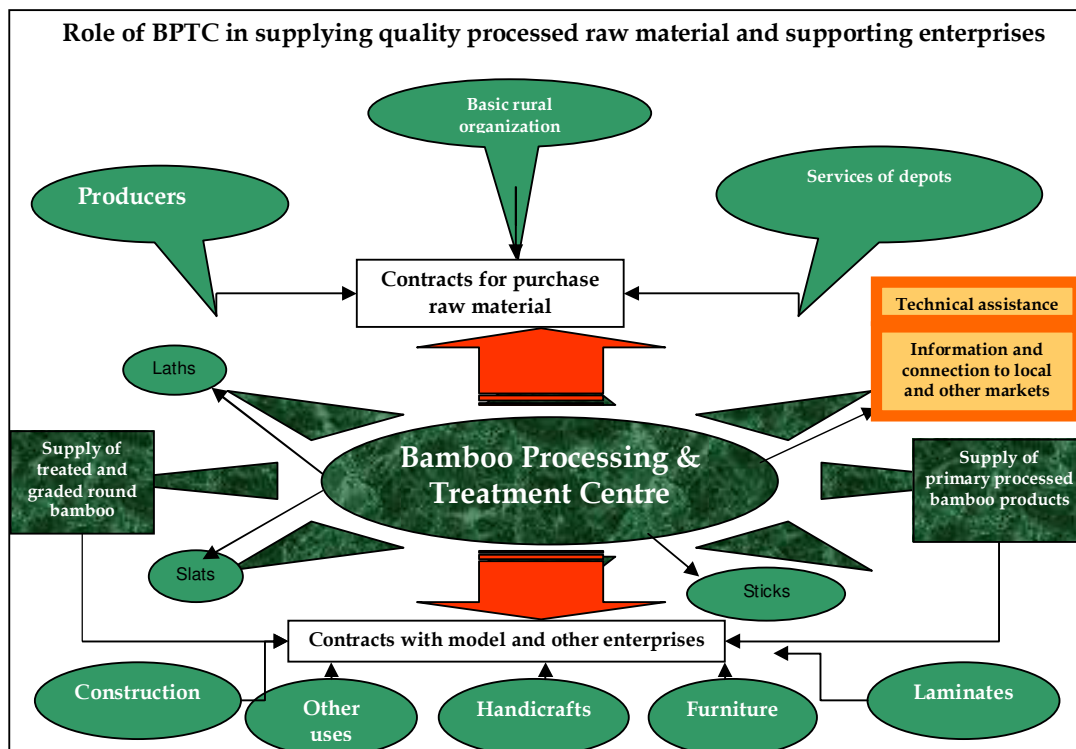 Role of BPTC in supplying quality processed raw material and supporting enterprises
Basic rural
organization
Producers
Services of depots
Contracts for purchase
raw material
Technical assistance
Information and
connection to local
and other markets
Laths
Supply of
treated and
graded round
bamboo
Bamboo Processing &
Treatment Centre
Supply of
primary processed
bamboo products
Slats
Sticks
Contracts with model and other enterprises
Construction
Other
uses
Handicrafts
Furniture
Laminates